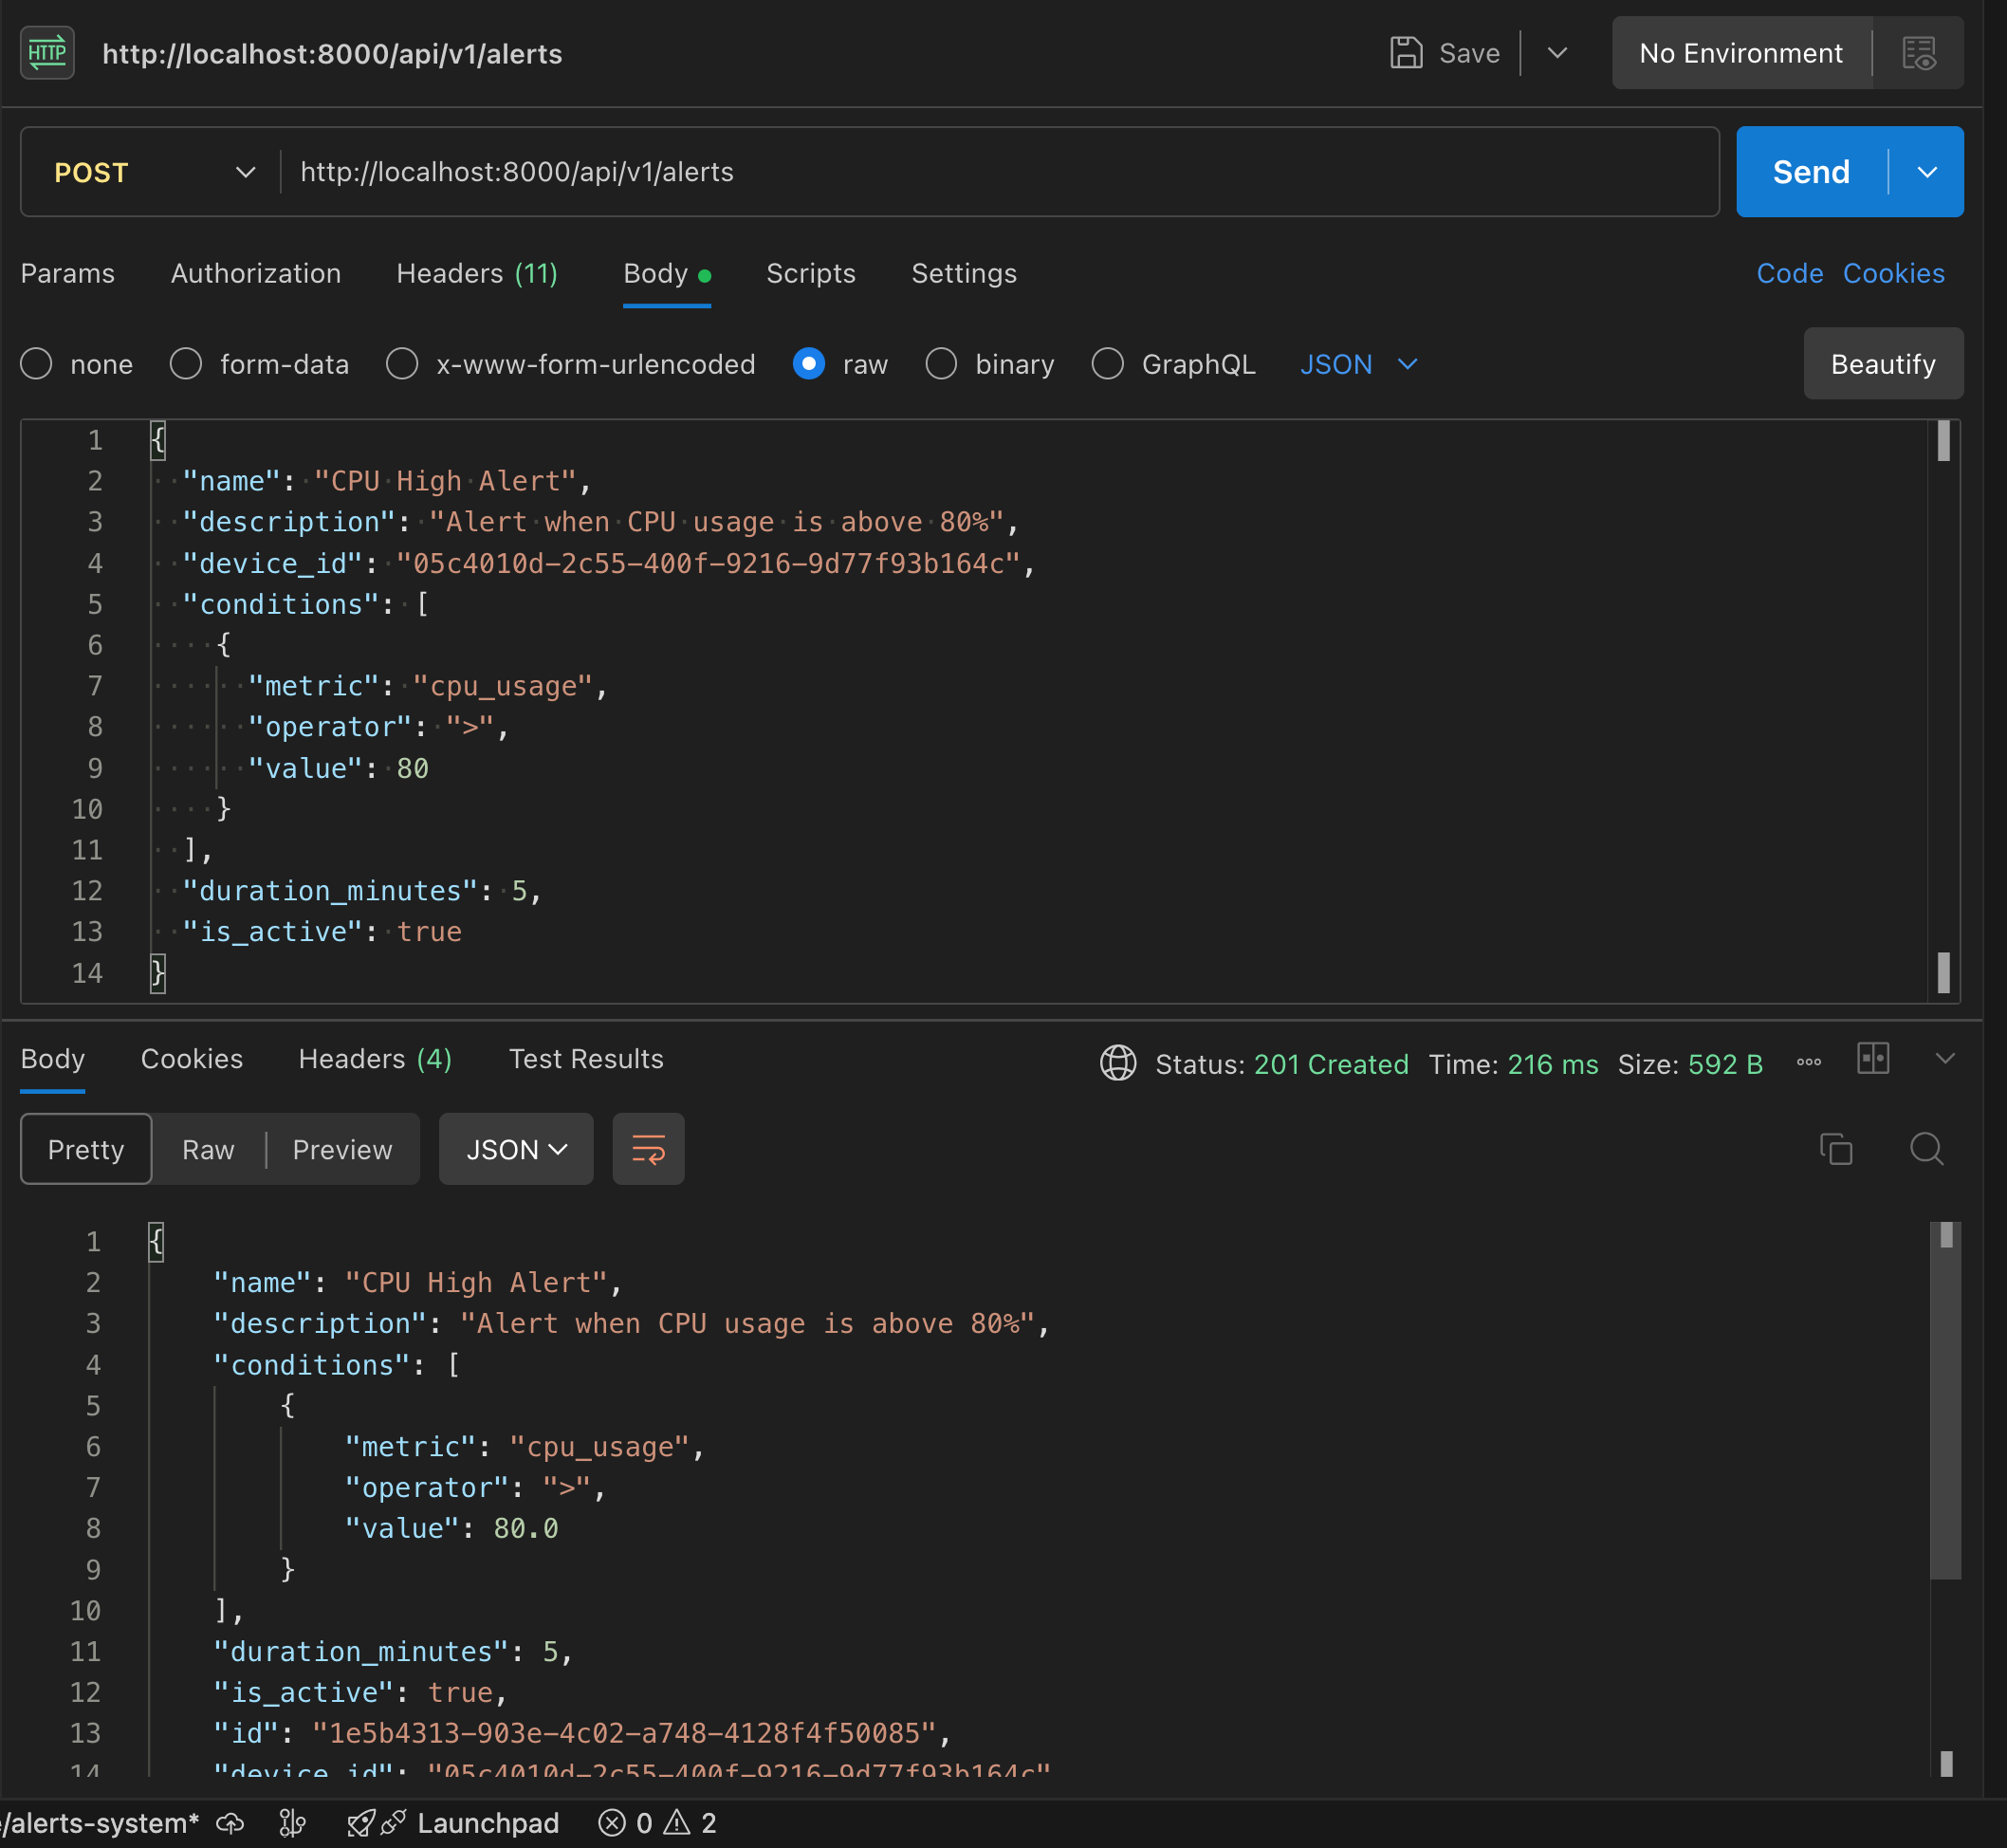 HTTP http://localhost:8000/api/v1/alerts Save No Environment
POST http://localhost:8000/api/v1/alerts Send
Params Authorization Headers (11) Body Scripts Settings Code Cookies
none form-data x-www-form-urlencoded raw binary GraphQL JSON Beautify
1 {
2 "name": "CPU High Alert",
3 "description": "Alert when CPU usage is above 80%",
4 "device_id": "05c4010d-2c55-400f-9216-9d77f93b164c",
5 "conditions": [
6 {
7 "metric": "cpu_usage",
8 "operator": ">",
9 "value": 80
10 }
11 ],
12 "duration_minutes": 5,
13 "is_active": true
14 }
Body Cookies Headers (4) Test Results Status: 201 Created Time: 216 ms Size: 592 B
Pretty Raw Preview JSON
1 {
2 "name": "CPU High Alert",
3 "description": "Alert when CPU usage is above 80%",
4 "conditions": [
5 {
6 "metric": "cpu_usage",
7 "operator": ">",
8 "value": 80.0
9 }
10 ],
11 "duration_minutes": 5,
12 "is_active": true,
13 "id": "1e5b4313-903e-4c02-a748-4128f4f50085",
14 "device_id": "05c4010d-2c55-400f-9216-9d77f93b164c"
/alerts-system* Launchpad 0 2